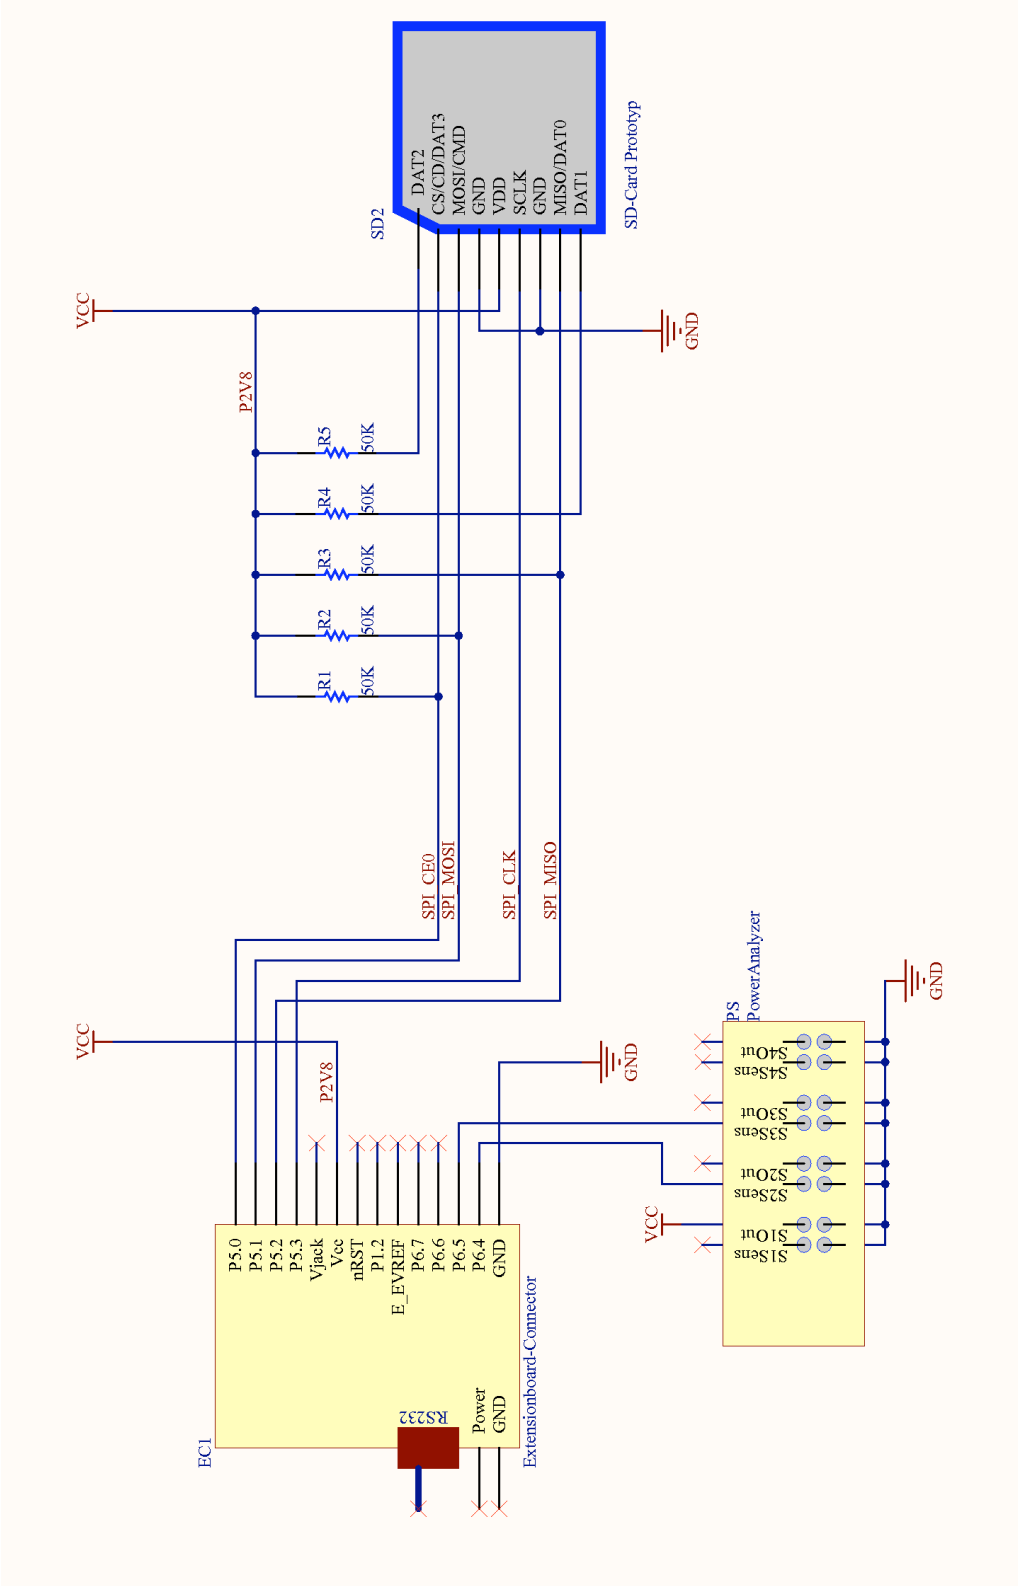 SD2
DAT2
CS/CD/DAT3
MOSI/CMD
GND
VDD
SCLK
GND
MISO/DAT0
DAT1
SD-Card Prototyp
VCC
GND
P2V8
R5
50K
R4
50K
R3
50K
R2
50K
R1
50K
SPI_CE0
SPI_MOSI
SPI_CLK
SPI_MISO
VCC
P2V8
GND
PS
PowerAnalyzer
GND
S4Out
S4Sens
S3Out
S3Sens
S2Out
S2Sens
S1Out
S1Sens
VCC
P5.0
P5.1
P5.2
P5.3
Vjack
Vcc
nRST
P1.2
E_EVREF
P6.7
P6.6
P6.5
P6.4
GND
Extensionboard-Connector
EC1
RS232
Power
GND